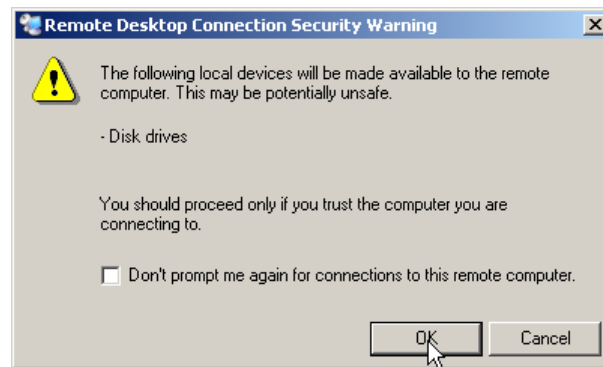 Remote Desktop Connection Security Warning
The following local devices will be made available to the remote
computer. This may be potentially unsafe.
- Disk drives
You should proceed only if you trust the computer you are
connecting to.
Don't prompt me again for connections to this remote computer.
OK Cancel